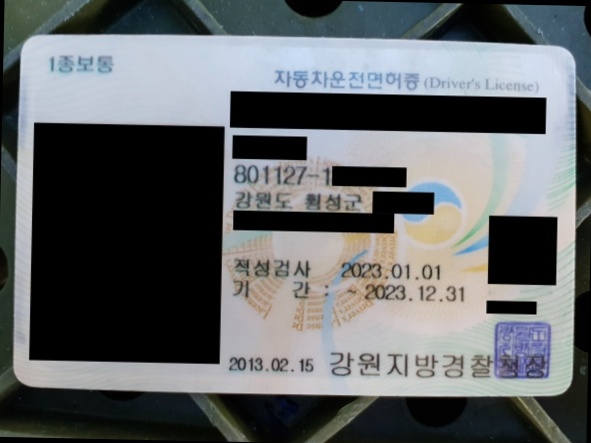 1종보통
자동차운전면허증 (Driver's License)
801127-1
강원도 횡성군
적성검사 2023.01.01
기 간 : ~ 2023.12.31
2013.02.15 강원지방경찰청장